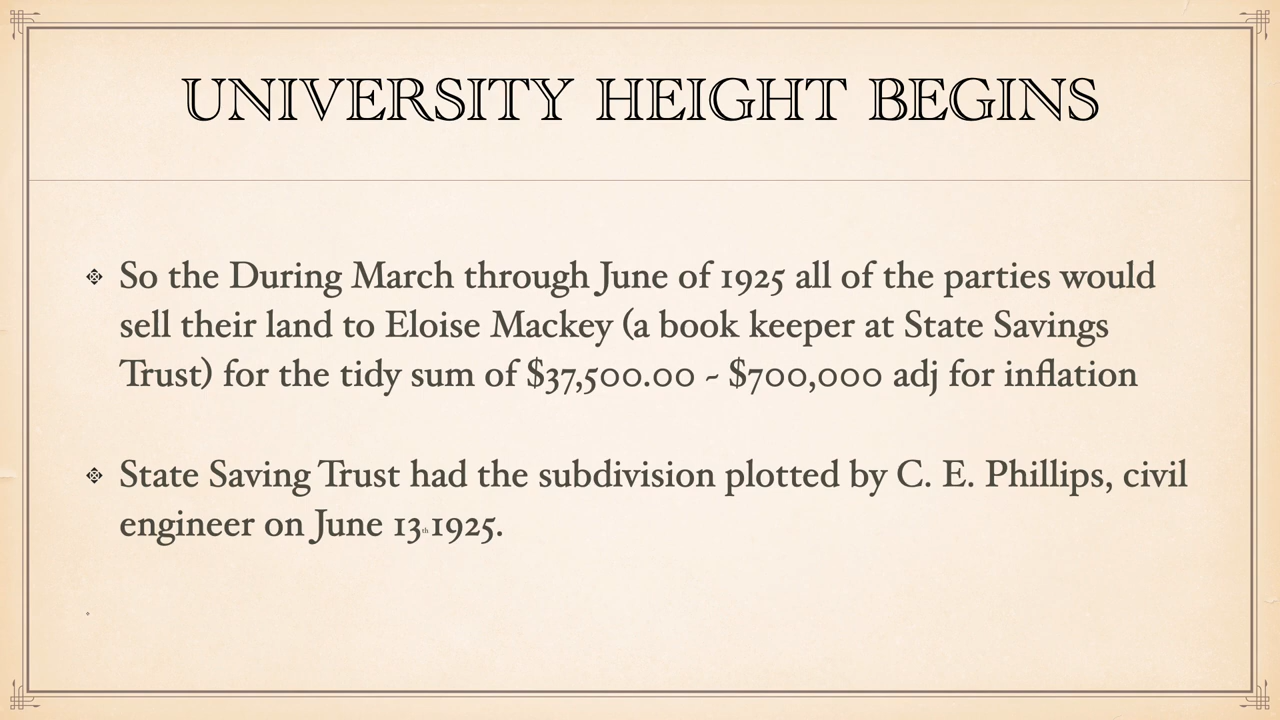 UNIVERSITY HEIGHT BEGINS
So the During March through June of 1925 all of the parties would
sell their land to Eloise Mackey (a book keeper at State Savings
Trust) for the tidy sum of $37,500.00 ~ $700,000 adj for inflation
State Saving Trust had the subdivision plotted by C. E. Phillips, civil
engineer on June 13th 1925.